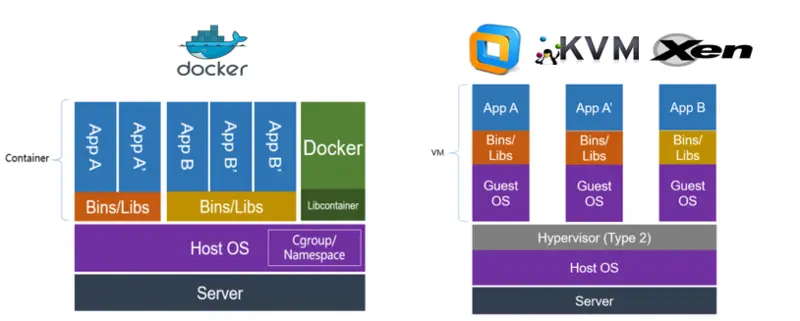 docker
KVM Xen
Container
App A
App A'
App B
App B'
App B'
Docker
Bins/Libs
Bins/Libs
Libcontainer
Host OS
Cgroup/
Namespace
Server
VM
App A
App A'
App B
Bins/
Libs
Bins/
Libs
Bins/
Libs
Guest
OS
Guest
OS
Guest
OS
Hypervisor (Type 2)
Host OS
Server